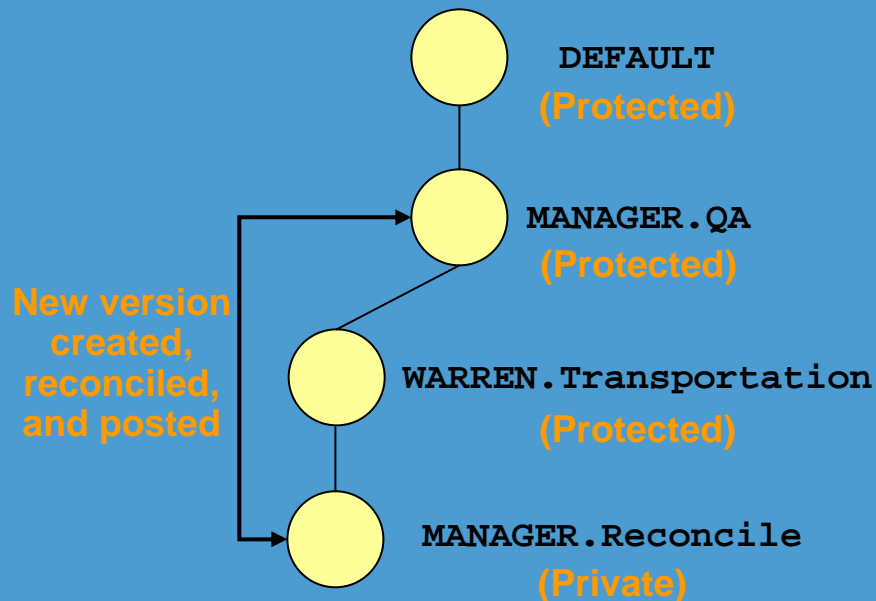 DEFAULT
(Protected)
MANAGER.QA
(Protected)
New version
created,
reconciled,
and posted
WARREN.Transportation
(Protected)
MANAGER.Reconcile
(Private)